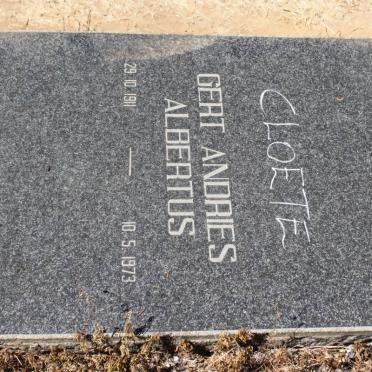 CLOETE
GERT ANDRIES
ALBERTUS
29.10.1911 — 10.5.1973